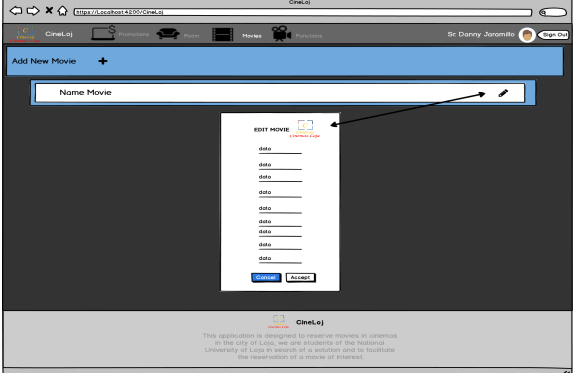 CineLoj
https://Localhost:4200/CineLoj
CineLoj
Promotions
Room
Movies
Functions
Sr. Danny Jaramillo
Sign Out
Add New Movie
Name Movie
EDIT MOVIE
data
data
data
data
data
data
data
data
data
Cancel
Accept
CineLoj
This application is designed to reserve movies in cinemas
in the city of Loja, we are students of the National
University of Loja in search of a solution and to facilitate
the reservation of a movie of interest.